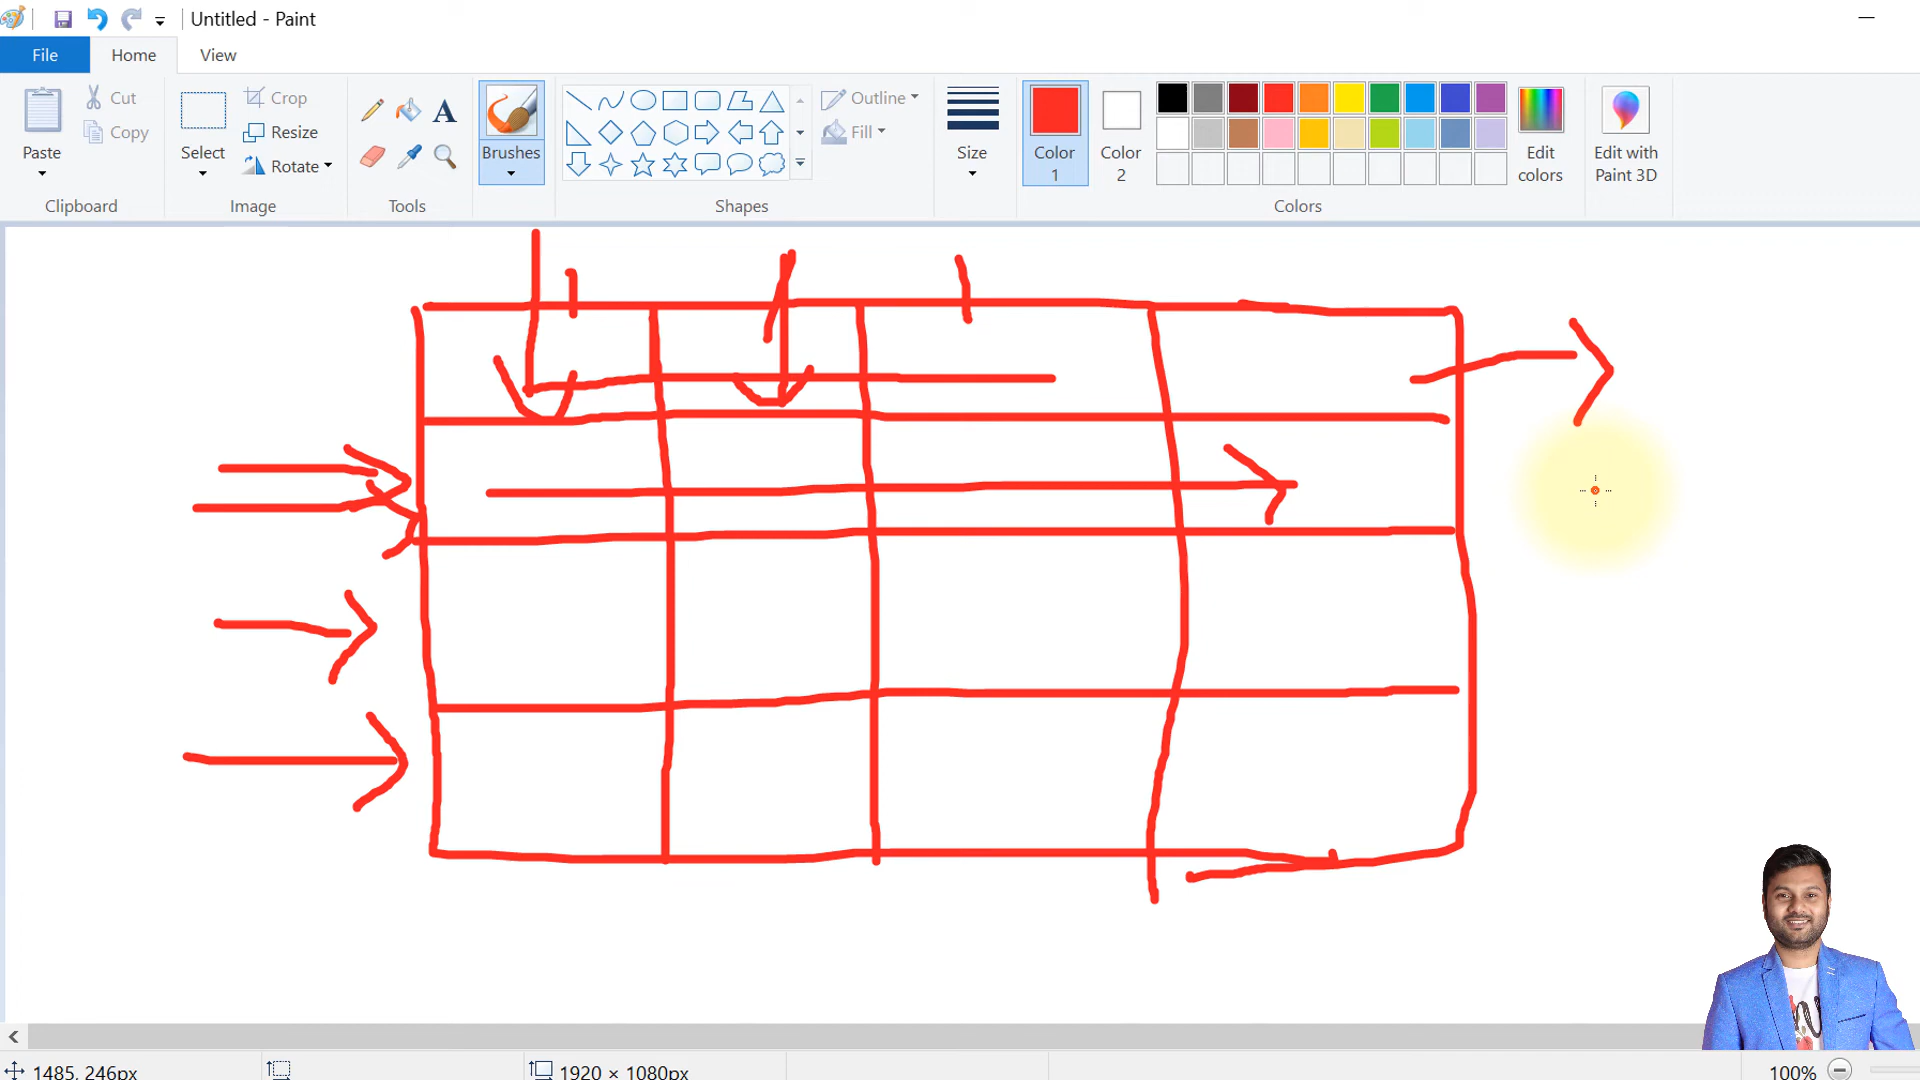 Untitled - Paint
File Home View
Paste
Cut
Copy
Clipboard
Select
Crop
Resize
Rotate
Image
A
Tools
Brushes
Outline
Fill
Shapes
Size
Color
1
Color
2
Edit
colors
Colors
Edit with
Paint 3D
1485, 246px
1920 × 1080px
100%